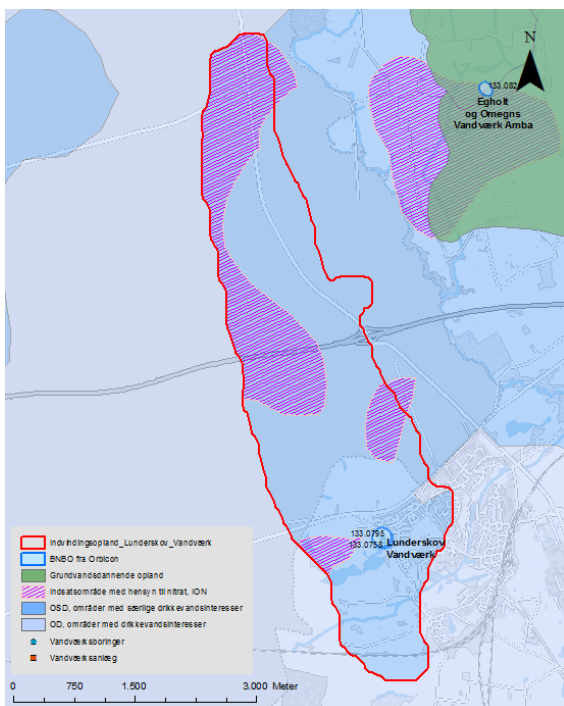 N
133.082
Egholt
og Omegns
Vandværk Amba
133.0795
133.0758
Lunderskov
Vandværk
Indvindingsopland_Lunderskov_Vandværk
BNBO fra Orbicon
Grundvandsdannende opland
Indsatsområde med hensyn til nitrat, ION
OSD, områder med særlige drikkevandsinteresser
OD, områder med drikkevandsinteresser
Vandværksboringer
Vandværksanlæg
0 750 1.500 3.000 Meter